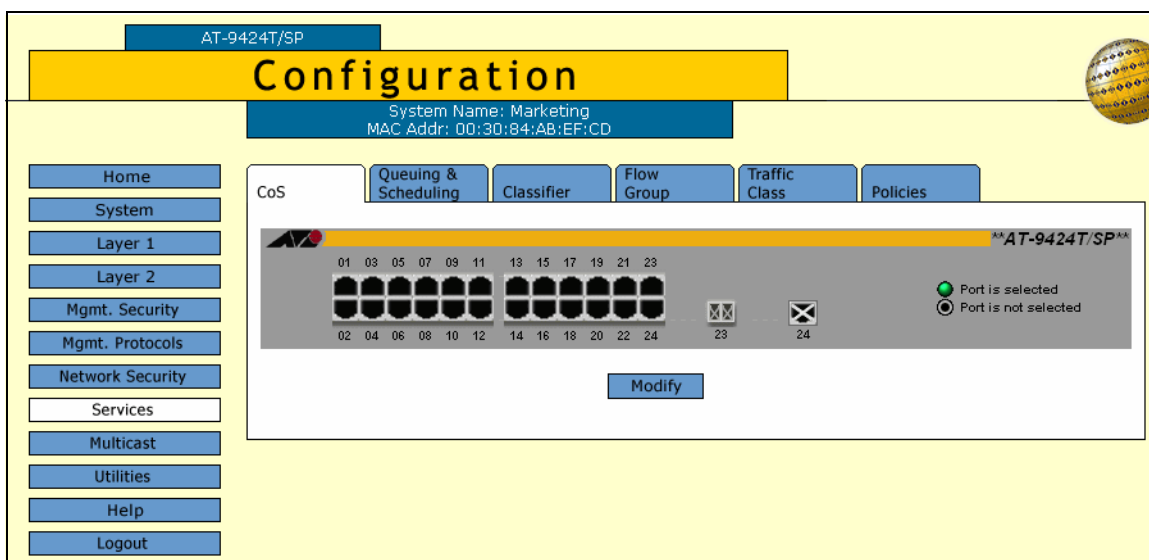 AT-9424T/SP
Configuration
System Name: Marketing
MAC Addr: 00:30:84:AB:EF:CD
Home
System
Layer 1
Layer 2
Mgmt. Security
Mgmt. Protocols
Network Security
Services
Multicast
Utilities
Help
Logout
CoS
Queuing &
Scheduling
Classifier
Flow
Group
Traffic
Class
Policies
**AT-9424T/SP**
01 03 05 07 09 11 13 15 17 19 21 23
02 04 06 08 10 12 14 16 18 20 22 24
23 24
Port is selected
Port is not selected
Modify